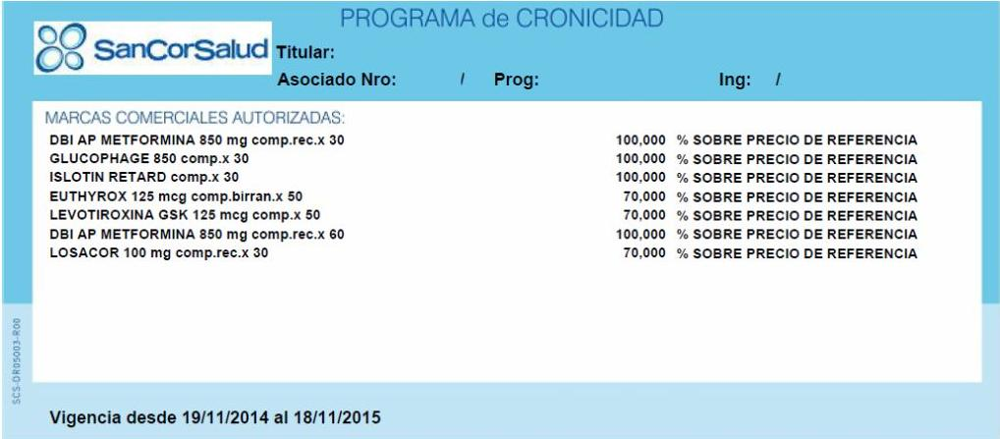 PROGRAMA de CRONICIDAD
SanCorSalud
Titular:
Asociado Nro: / Prog: Ing: /
MARCAS COMERCIALES AUTORIZADAS:
DBI AP METFORMINA 850 mg comp.rec.x 30 100,000 % SOBRE PRECIO DE REFERENCIA
GLUCOPHAGE 850 comp.x 30 100,000 % SOBRE PRECIO DE REFERENCIA
ISLOTIN RETARD comp.x 30 100,000 % SOBRE PRECIO DE REFERENCIA
EUTHYROX 125 mcg comp.birran.x 50 70,000 % SOBRE PRECIO DE REFERENCIA
LEVOTIROXINA GSK 125 mcg comp.x 50 70,000 % SOBRE PRECIO DE REFERENCIA
DBI AP METFORMINA 850 mg comp.rec.x 60 100,000 % SOBRE PRECIO DE REFERENCIA
LOSACOR 100 mg comp.rec.x 30 70,000 % SOBRE PRECIO DE REFERENCIA
SCS-OR05003-R00
Vigencia desde 19/11/2014 al 18/11/2015